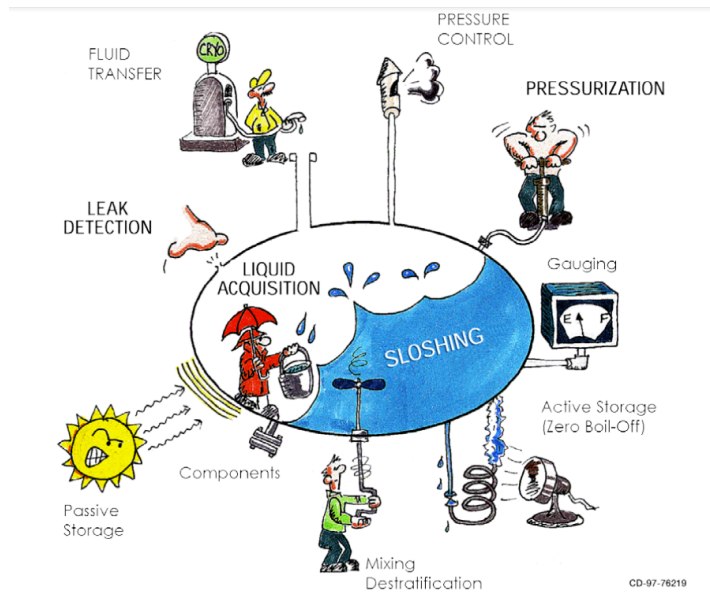 PRESSURE
CONTROL
CRYO
FLUID
TRANSFER
PRESSURIZATION
LEAK
DETECTION
LIQUID
ACQUISITION
Gauging
E F
SLOSHING
Active Storage
(Zero Boil-Off)
Components
Passive
Storage
Mixing
Destratification
CD-97-76219